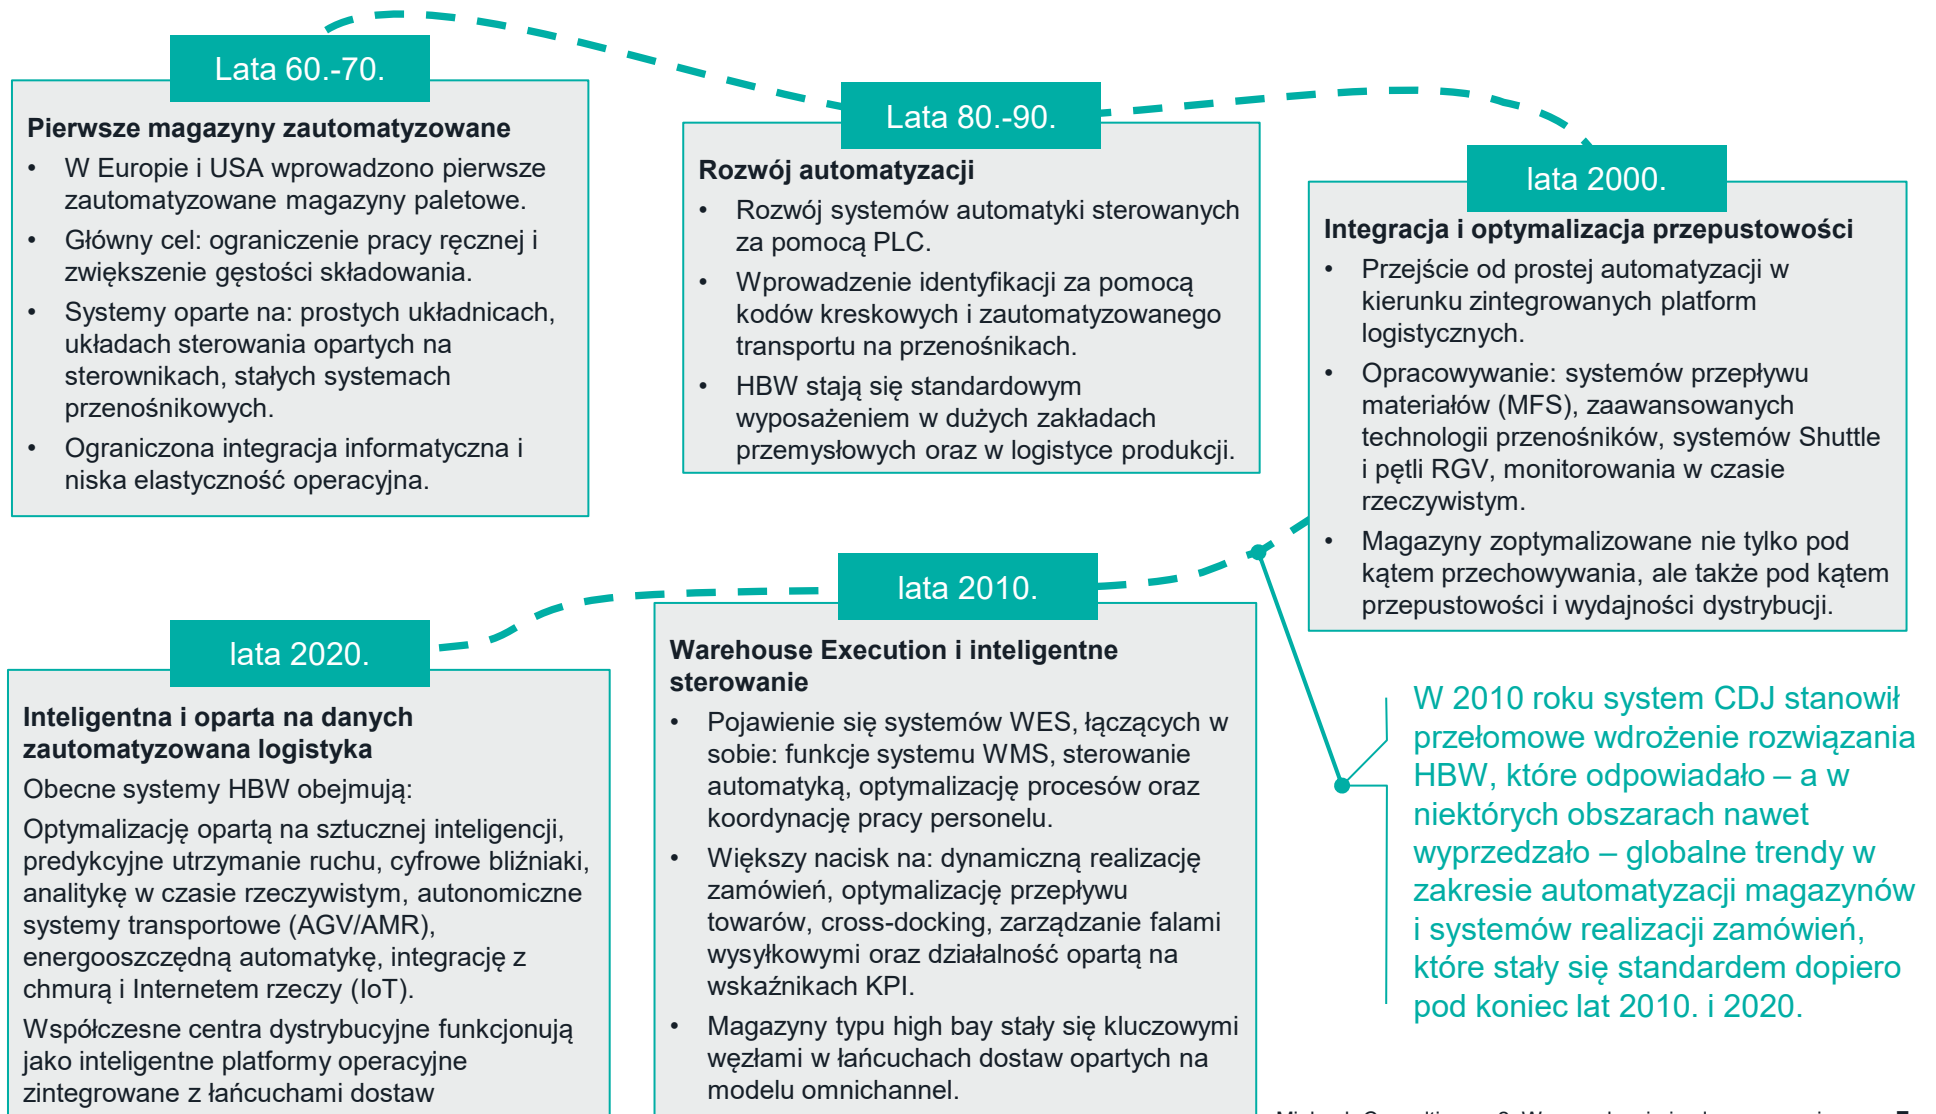 Lata 60.-70.
Pierwsze magazyny zautomatyzowane
• W Europie i USA wprowadzono pierwsze
zautomatyzowane magazyny paletowe.
• Główny cel: ograniczenie pracy ręcznej i
zwiększenie gęstości składowania.
• Systemy oparte na: prostych układnicach,
układach sterowania opartych na
sterownikach, stałych systemach
przenośnikowych.
• Ograniczona integracja informatyczna i
niska elastyczność operacyjna.
Lata 80.-90.
Rozwój automatyzacji
• Rozwój systemów automatyki sterowanych
za pomocą PLC.
• Wprowadzenie identyfikacji za pomocą
kodów kreskowych i zautomatyzowanego
transportu na przenośnikach.
• HBW stają się standardowym
wyposażeniem w dużych zakładach
przemysłowych oraz w logistyce produkcji.
lata 2000.
Integracja i optymalizacja przepustowości
• Przejście od prostej automatyzacji w
kierunku zintegrowanych platform
logistycznych.
• Opracowywanie: systemów przepływu
materiałów (MFS), zaawansowanych
technologii przenośników, systemów Shuttle
i pętli RGV, monitorowania w czasie
rzeczywistym.
• Magazyny zoptymalizowane nie tylko pod
kątem przechowywania, ale także pod kątem
przepustowości i wydajności dystrybucji.
lata 2010.
Warehouse Execution i inteligentne
sterowanie
• Pojawienie się systemów WES, łączących w
sobie: funkcje systemu WMS, sterowanie
automatyką, optymalizację procesów oraz
koordynację pracy personelu.
• Większy nacisk na: dynamiczną realizację
zamówień, optymalizację przepływu
towarów, cross-docking, zarządzanie falami
wysyłkowymi oraz działalność opartą na
wskaźnikach KPI.
• Magazyny typu high bay stały się kluczowymi
węzłami w łańcuchach dostaw opartych na
modelu omnichannel.
lata 2020.
Inteligentna i oparta na danych
zautomatyzowana logistyka
Obecne systemy HBW obejmują:
Optymalizację opartą na sztucznej inteligencji,
predykcyjne utrzymanie ruchu, cyfrowe bliźniaki,
analitykę w czasie rzeczywistym, autonomiczne
systemy transportowe (AGV/AMR),
energooszczędną automatykę, integrację z
chmurą i Internetem rzeczy (IoT).
Współczesne centra dystrybucyjne funkcjonują
jako inteligentne platformy operacyjne
zintegrowane z łańcuchami dostaw
W 2010 roku system CDJ stanowił
przełomowe wdrożenie rozwiązania
HBW, które odpowiadało – a w
niektórych obszarach nawet
wyprzedzało – globalne trendy w
zakresie automatyzacji magazynów
i systemów realizacji zamówień,
które stały się standardem dopiero
pod koniec lat 2010. i 2020.